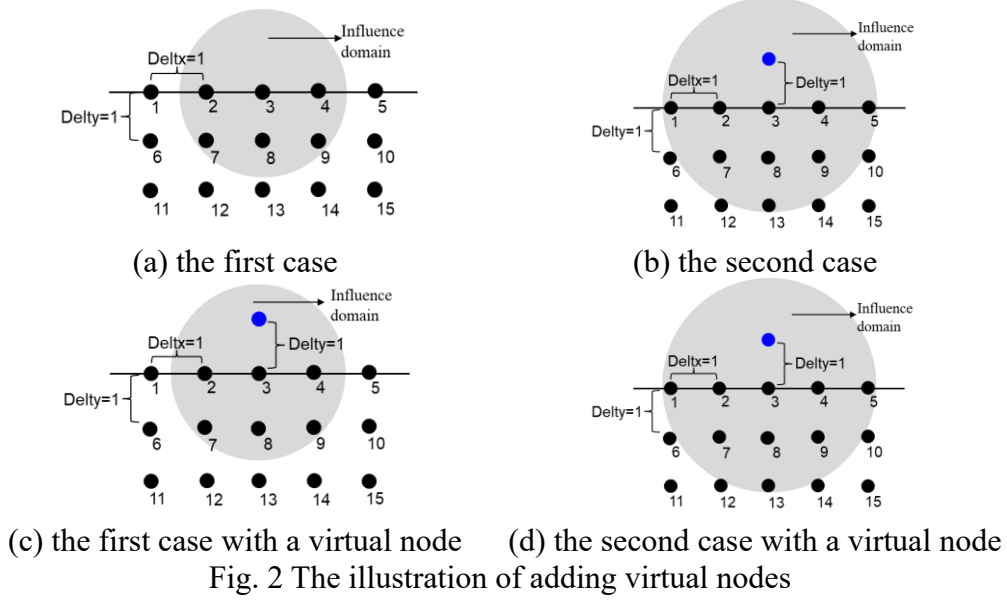 Influence
domain
Deltx=1
1 2 3 4 5
Delty=1
6 7 8 9 10
11 12 13 14 15
(a) the first case
Influence
domain
Delty=1
Deltx=1
1 2 3 4 5
Delty=1
6 7 8 9 10
11 12 13 14 15
(b) the second case
Influence
domain
Deltx=1
Delty=1
1 2 3 4 5
Delty=1
6 7 8 9 10
11 12 13 14 15
(c) the first case with a virtual node
Influence
domain
Delty=1
Deltx=1
1 2 3 4 5
Delty=1
6 7 8 9 10
11 12 13 14 15
(d) the second case with a virtual node
Fig. 2 The illustration of adding virtual nodes